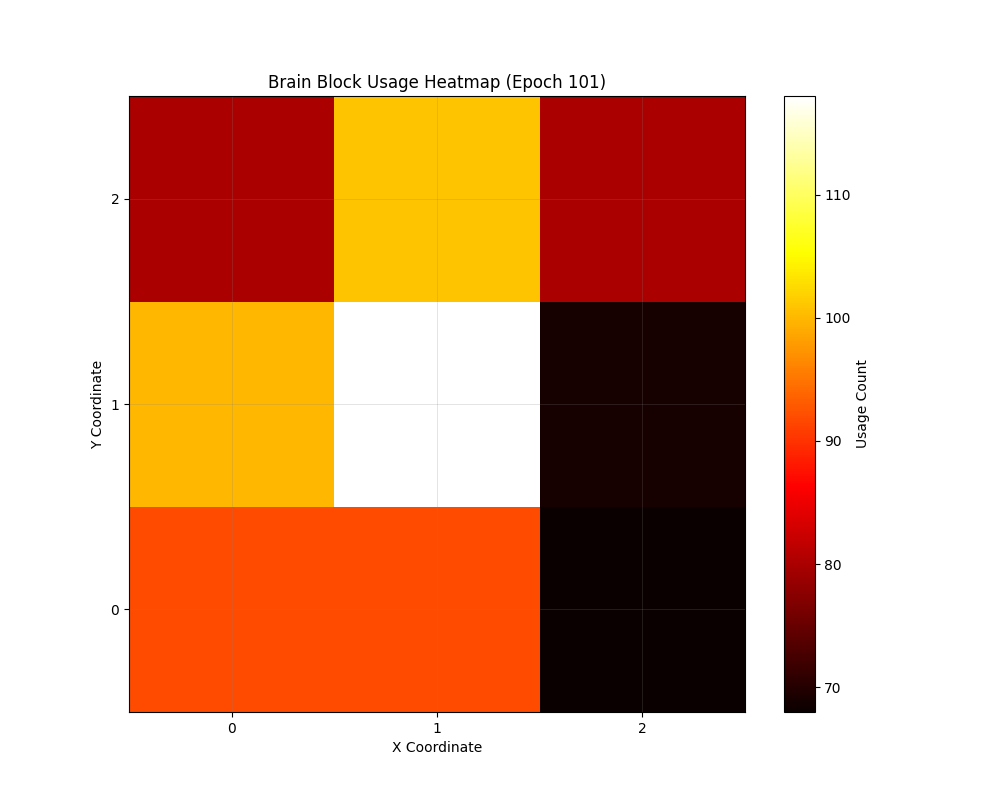 Brain Block Usage Heatmap (Epoch 101)
2
1
0
Y Coordinate
0 1 2
X Coordinate
110
100
90
80
70
Usage Count